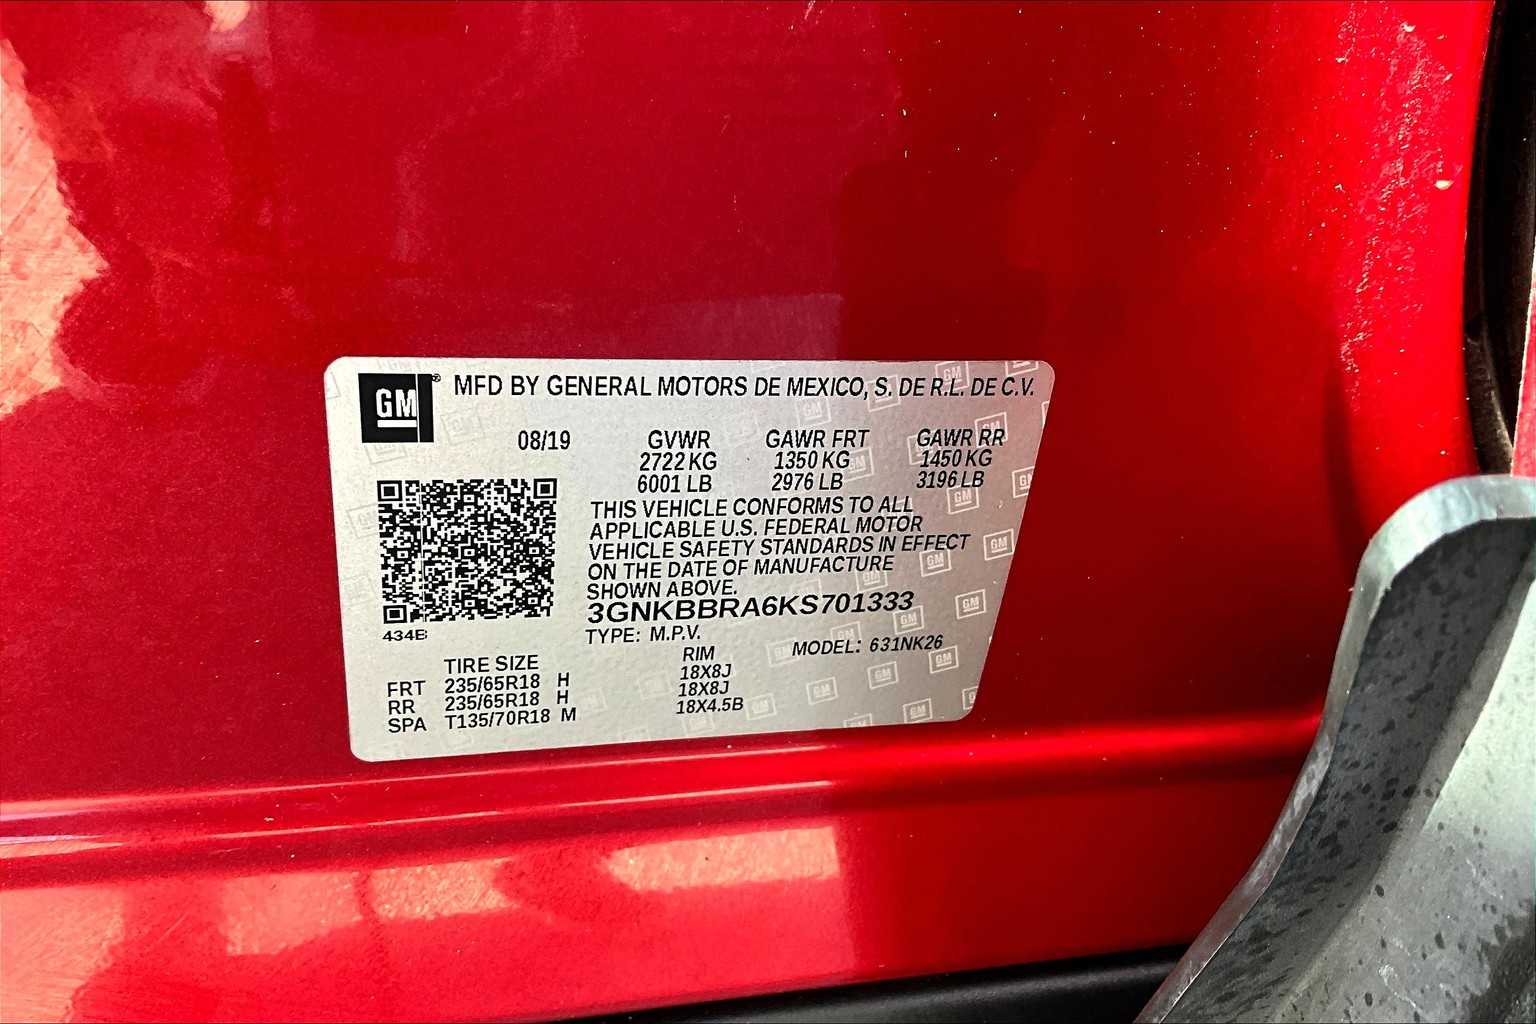 GM® MFD BY GENERAL MOTORS DE MEXICO, S. DE R.L. DE C.V.
08/19 GVWR GAWR FRT GAWR RR
2722 KG 1350 KG 1450 KG
6001 LB 2976 LB 3196 LB
THIS VEHICLE CONFORMS TO ALL
APPLICABLE U.S. FEDERAL MOTOR
VEHICLE SAFETY STANDARDS IN EFFECT
ON THE DATE OF MANUFACTURE
SHOWN ABOVE.
3GNKBBRA6KS701333
434B
TYPE: M.P.V. MODEL: 631NK26
TIRE SIZE RIM
FRT 235/65R18 H 18X8J
RR 235/65R18 H 18X8J
SPA T135/70R18 M 18X4.5B